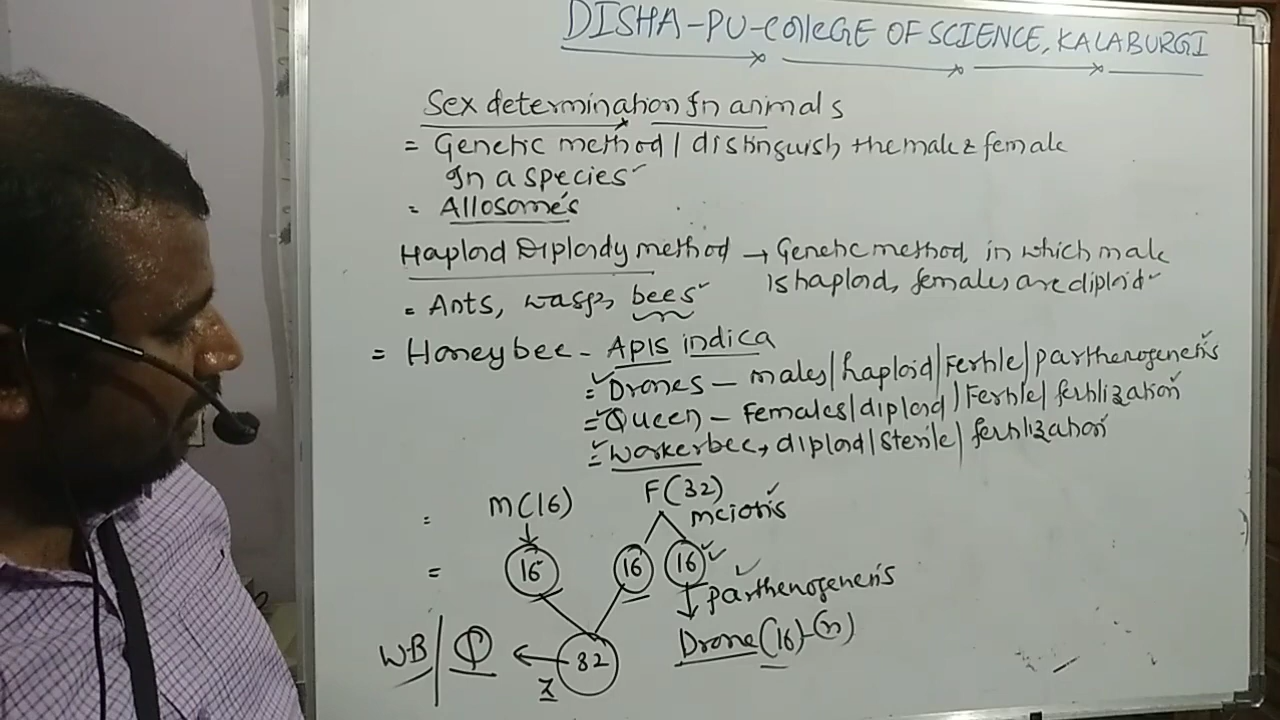 DISHA-PU-COllEGE OF SCIENCE, KALABURGI
Sex determination In animals
= Genetic method / distinguish the male & female
In a species
= Allosomes
Haploid Diploidy method → Genetic method, in which male
is haploid, females are diploid
= Ants, wasps, bees
= Honeybee - Apis indica
= Drones - males/haploid/Fertile/parthenogenesis
= Queen - Females/diploid/Fertile/fertilization
= Workerbee, diploid/sterile/fertilization
= M(16) F(32)
meiotis
= 16 16 16
parthenogenesis
Drone (16)-(n)
WB/Q ← 32
Z